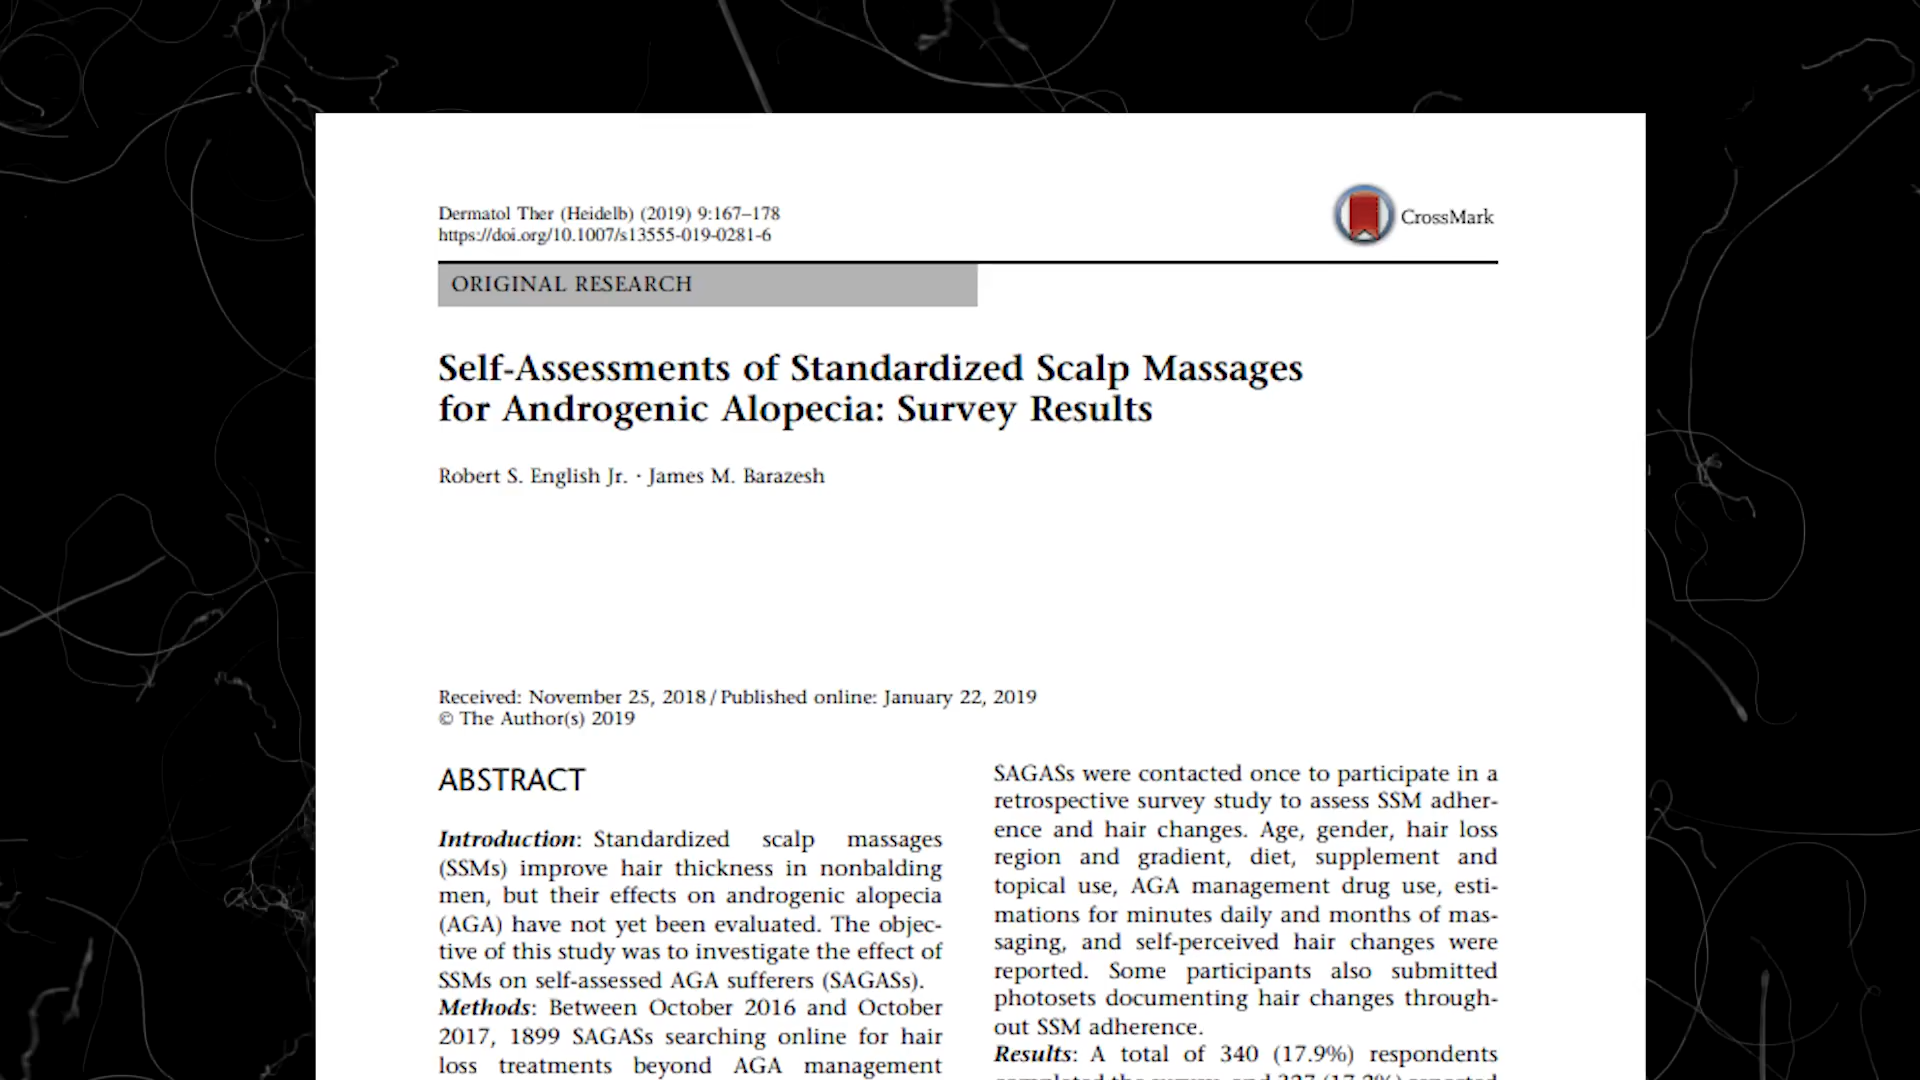 Dermatol Ther (Heidelb) (2019) 9:167–178
https://doi.org/10.1007/s13555-019-0281-6
CrossMark
ORIGINAL RESEARCH
Self-Assessments of Standardized Scalp Massages
for Androgenic Alopecia: Survey Results
Robert S. English Jr. · James M. Barazesh
Received: November 25, 2018 / Published online: January 22, 2019
© The Author(s) 2019
ABSTRACT
Introduction: Standardized scalp massages
(SSMs) improve hair thickness in nonbalding
men, but their effects on androgenic alopecia
(AGA) have not yet been evaluated. The objec-
tive of this study was to investigate the effect of
SSMs on self-assessed AGA sufferers (SAGASs).
Methods: Between October 2016 and October
2017, 1899 SAGASs searching online for hair
loss treatments beyond AGA management
SAGASs were contacted once to participate in a
retrospective survey study to assess SSM adher-
ence and hair changes. Age, gender, hair loss
region and gradient, diet, supplement and
topical use, AGA management drug use, esti-
mations for minutes daily and months of mas-
saging, and self-perceived hair changes were
reported. Some participants also submitted
photosets documenting hair changes through-
out SSM adherence.
Results: A total of 340 (17.9%) respondents